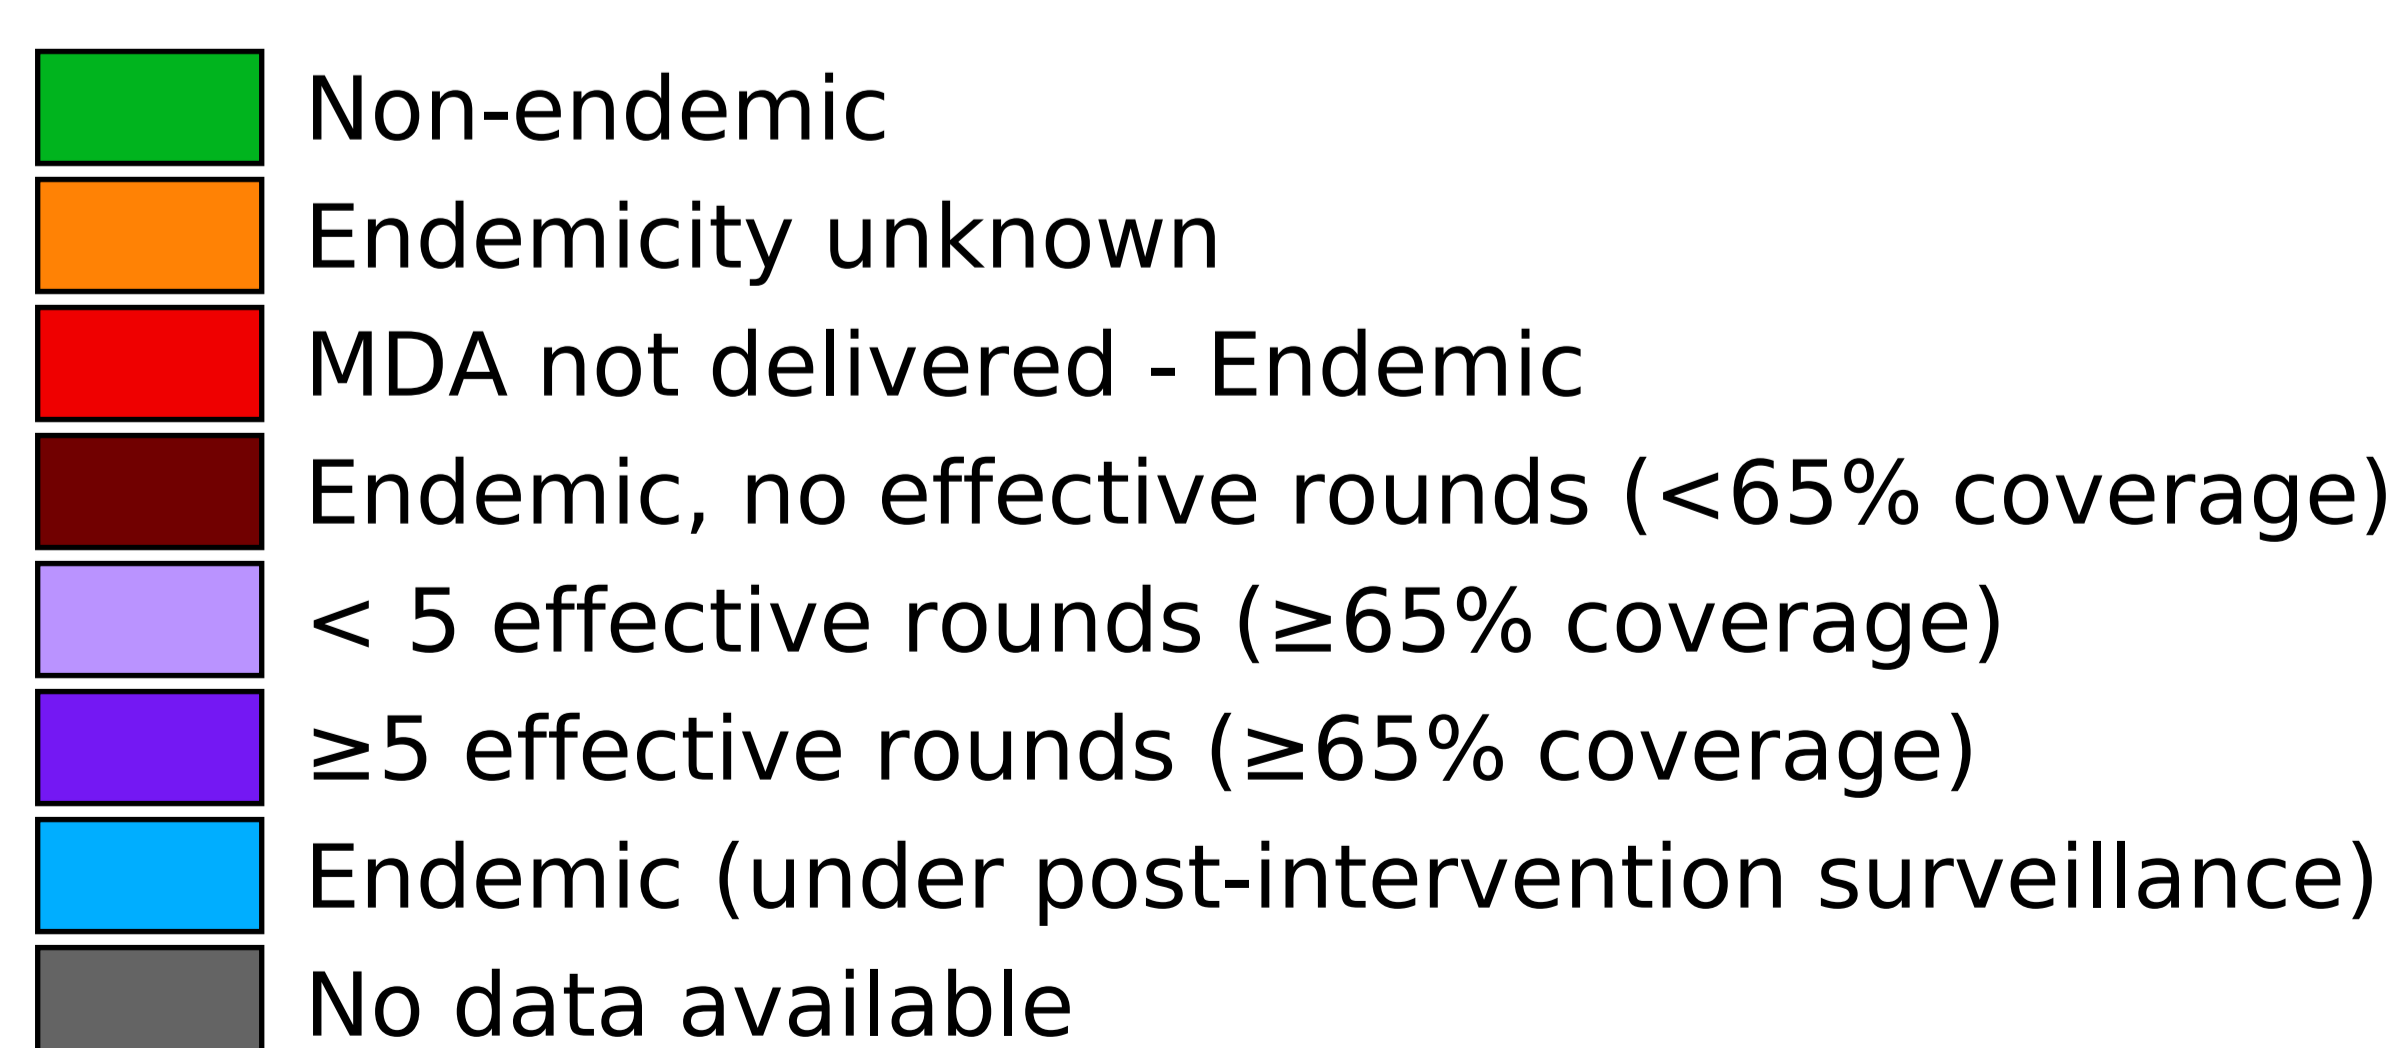 Non-endemic
Endemicity unknown
MDA not delivered - Endemic
Endemic, no effective rounds (<65% coverage)
< 5 effective rounds (≥65% coverage)
≥5 effective rounds (≥65% coverage)
Endemic (under post-intervention surveillance)
No data available